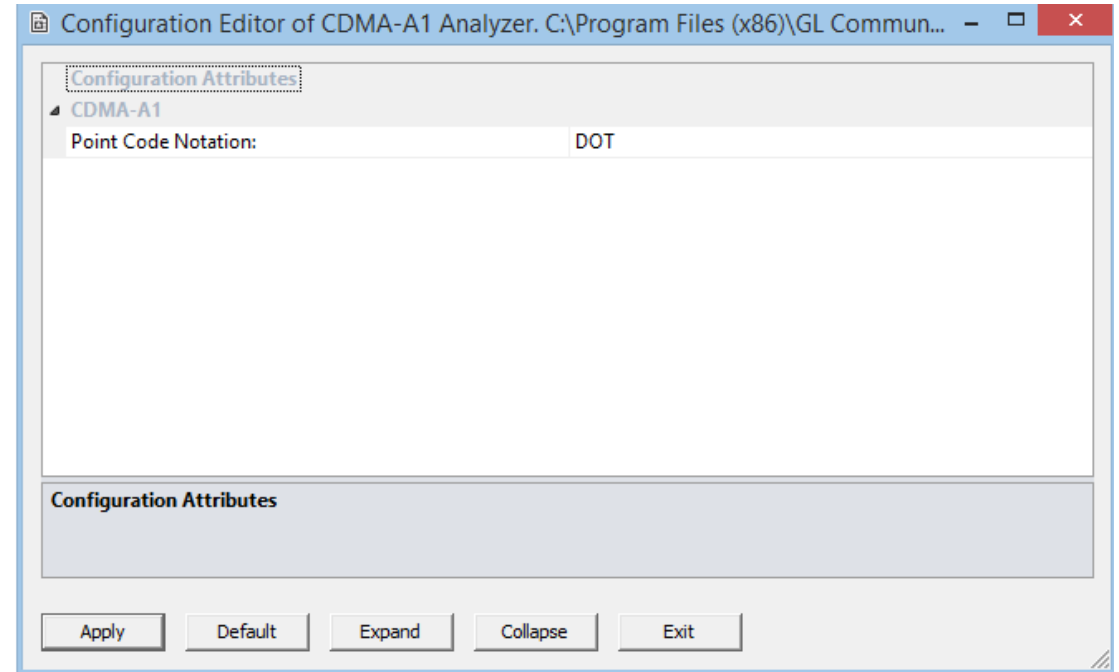 Configuration Editor of CDMA-A1 Analyzer. C:\Program Files (x86)\GL Commun...
Configuration Attributes
CDMA-A1
Point Code Notation: DOT
Configuration Attributes
Apply Default Expand Collapse Exit